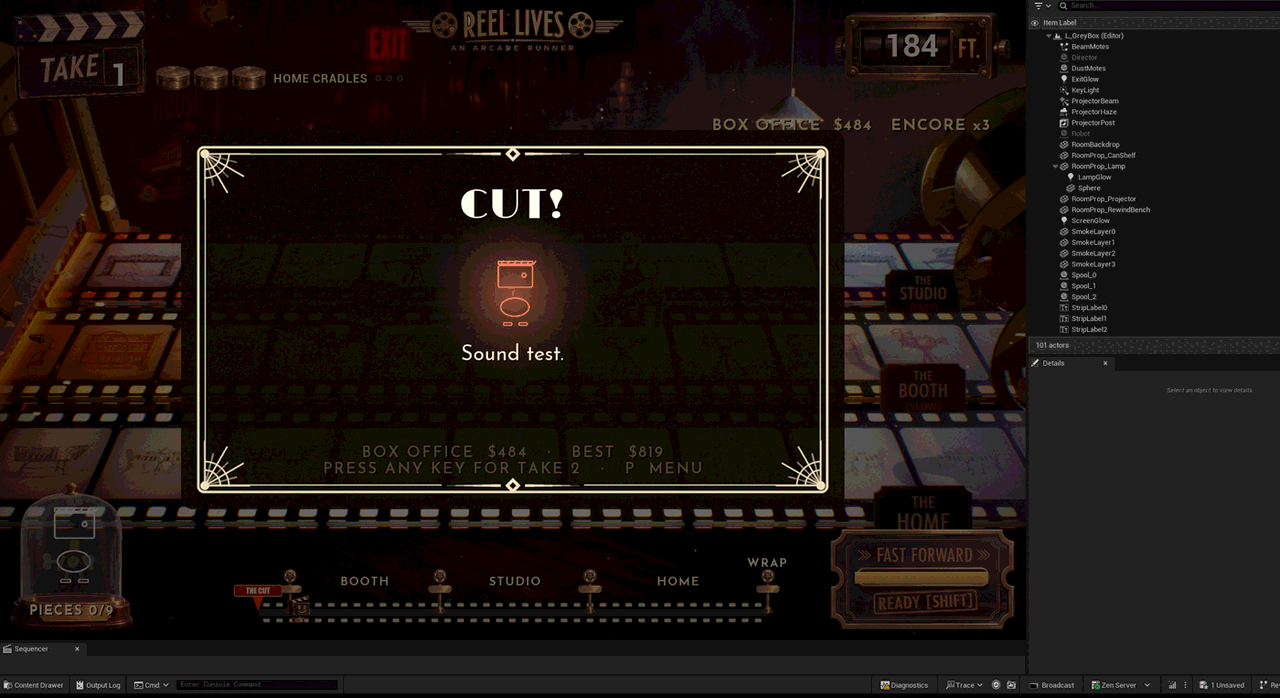 REEL LIVES
AN ARCADE RUNNER
EXIT
TAKE 1
HOME CRADLES
184 FT.
BOX OFFICE $484 ENCORE x3
CUT!
Sound test.
BOX OFFICE $484 · BEST $819
PRESS ANY KEY FOR TAKE 2 · P MENU
THE
STUDIO
THE
BOOTH
THE
HOME
PIECES 0/9
THE CUT
BOOTH
STUDIO
HOME
WRAP
FAST FORWARD
READY [SHIFT]
Search...
Item Label
L_GreyBox (Editor)
BeamMotes
Director
DustMotes
ExitGlow
KeyLight
ProjectorBeam
ProjectorHaze
ProjectorPost
Robot
RoomBackdrop
RoomProp_CanShelf
RoomProp_Lamp
LampGlow
Sphere
RoomProp_Projector
RoomProp_RewindBench
ScreenGlow
SmokeLayer0
SmokeLayer1
SmokeLayer2
SmokeLayer3
Spool_0
Spool_1
Spool_2
StripLabel0
StripLabel1
StripLabel2
101 actors
Details
Select an object to view details
Sequencer
Content Drawer
Output Log
Cmd
Enter Console Command
Diagnostics
Trace
Broadcast
Zen Server
1 Unsaved